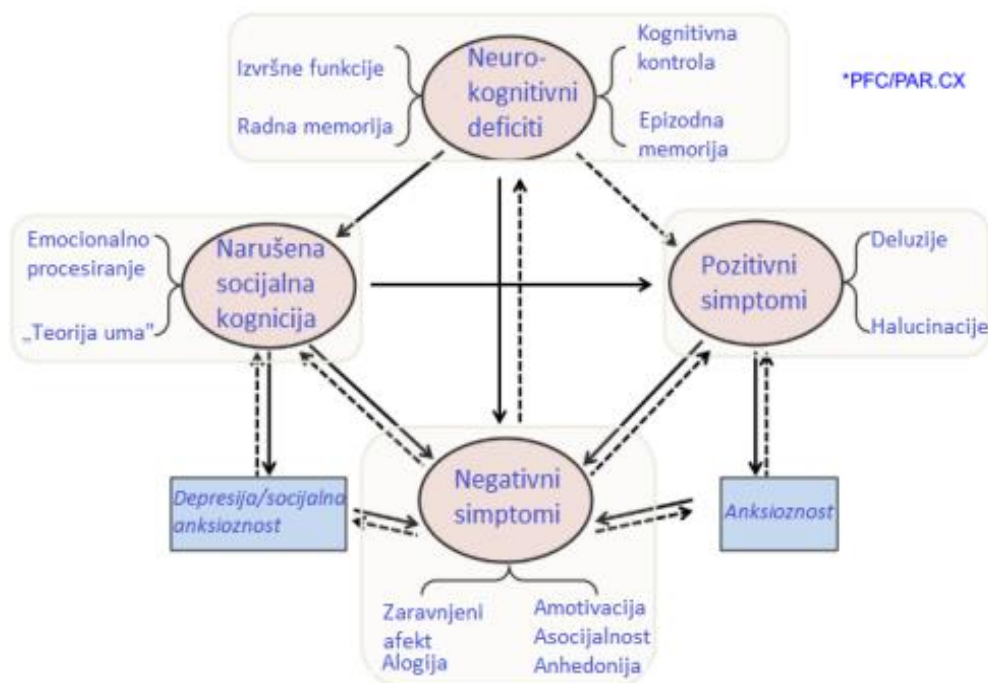 Izvršne funkcije
Radna memorija
Neuro-
kognitivni
deficiti
Kognitivna
kontrola
Epizodna
memorija
*PFC/PAR.CX
Emocionalno
procesiranje
„Teorija uma”
Narušena
socijalna
kognicija
Pozitivni
simptomi
Deluzije
Halucinacije
Depresija/socijalna
anksioznost
Negativni
simptomi
Anksioznost
Zaravnjeni
afekt
Alogija
Amotivacija
Asocijalnost
Anhedonija